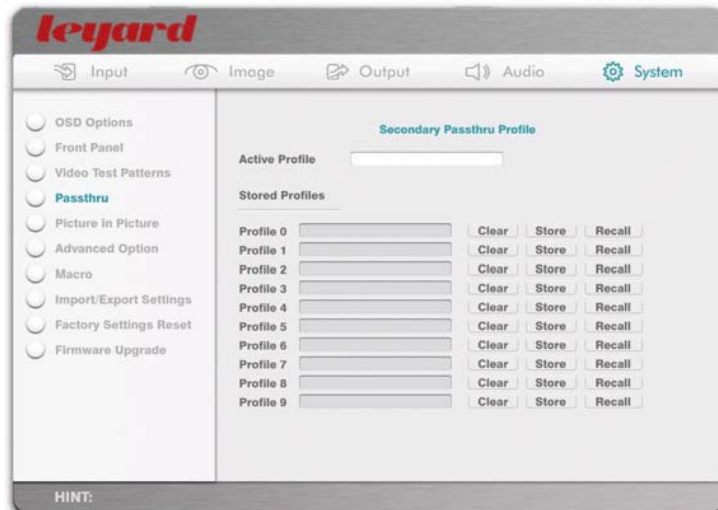 leyard
Input Image Output Audio System
OSD Options
Front Panel
Video Test Patterns
Passthru
Picture in Picture
Advanced Option
Macro
Import/Export Settings
Factory Settings Reset
Firmware Upgrade
Secondary Passthru Profile
Active Profile
Stored Profiles
Profile 0 Clear Store Recall
Profile 1 Clear Store Recall
Profile 2 Clear Store Recall
Profile 3 Clear Store Recall
Profile 4 Clear Store Recall
Profile 5 Clear Store Recall
Profile 6 Clear Store Recall
Profile 7 Clear Store Recall
Profile 8 Clear Store Recall
Profile 9 Clear Store Recall
HINT: